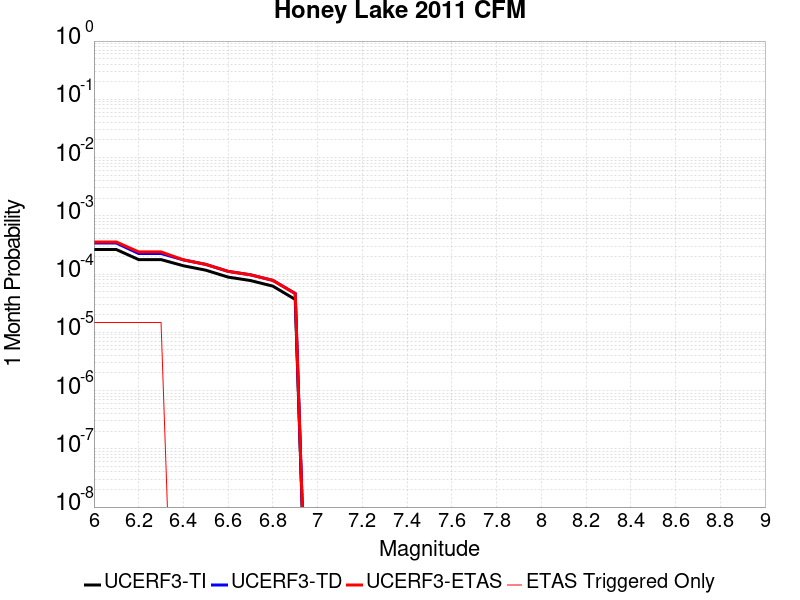 Honey Lake 2011 CFM
10^0
10^-1
10^-2
10^-3
10^-4
10^-5
10^-6
10^-7
10^-8
1 Month Probability
6 6.2 6.4 6.6 6.8 7 7.2 7.4 7.6 7.8 8 8.2 8.4 8.6 8.8 9
Magnitude
UCERF3-TI UCERF3-TD UCERF3-ETAS ETAS Triggered Only